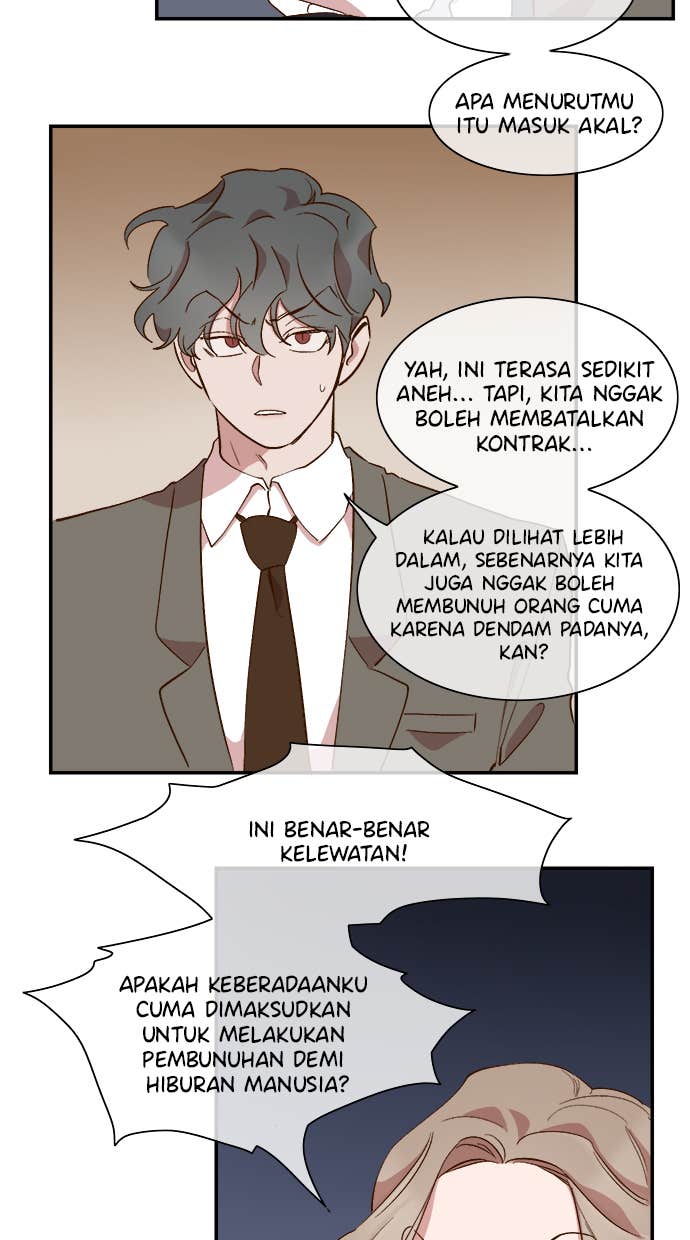 APA MENURUTMU
ITU MASUK AKAL?
YAH, INI TERASA SEDIKIT
ANEH... TAPI, KITA NGGAK
BOLEH MEMBATALKAN
KONTRAK...
KALAU DILIHAT LEBIH
DALAM, SEBENARNYA KITA
JUGA NGGAK BOLEH
MEMBUNUH ORANG CUMA
KARENA DENDAM PADANYA,
KAN?
INI BENAR-BENAR
KELEWATAN!
APAKAH KEBERADAANKU
CUMA DIMAKSUDKAN
UNTUK MELAKUKAN
PEMBUNUHAN DEMI
HIBURAN MANUSIA?